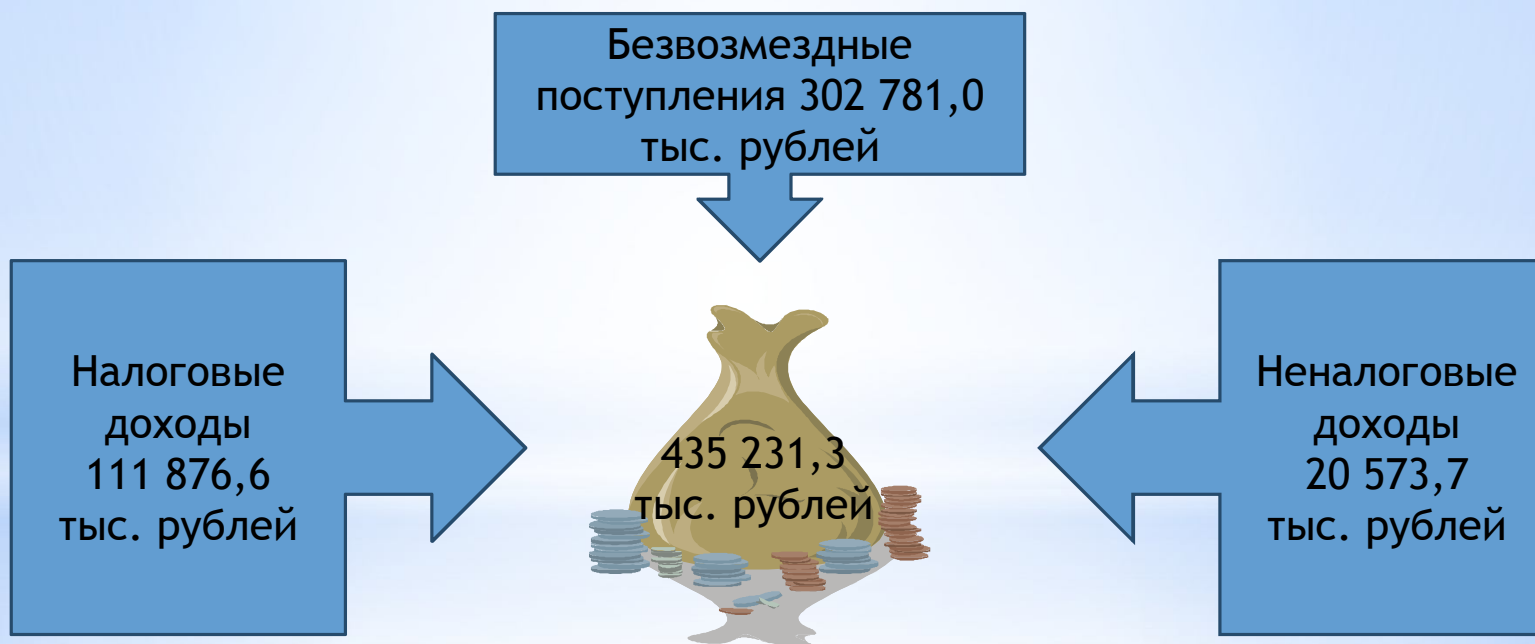 Безвозмездные
поступления 302 781,0
тыс. рублей
Налоговые
доходы
111 876,6
тыс. рублей
435 231,3
тыс. рублей
Неналоговые
доходы
20 573,7
тыс. рублей